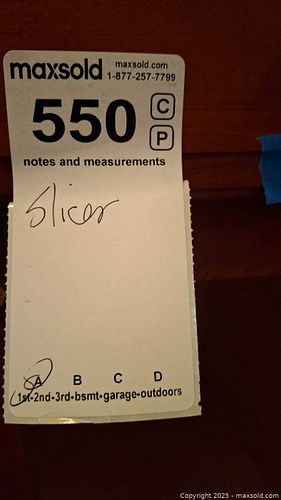 maxsold maxsold.com
1-877-257-7799
550 C
P
notes and measurements
Slicer
A B C D
1st-2nd-3rd-bsmt-garage-outdoors
Copyright 2025 - maxsold.com